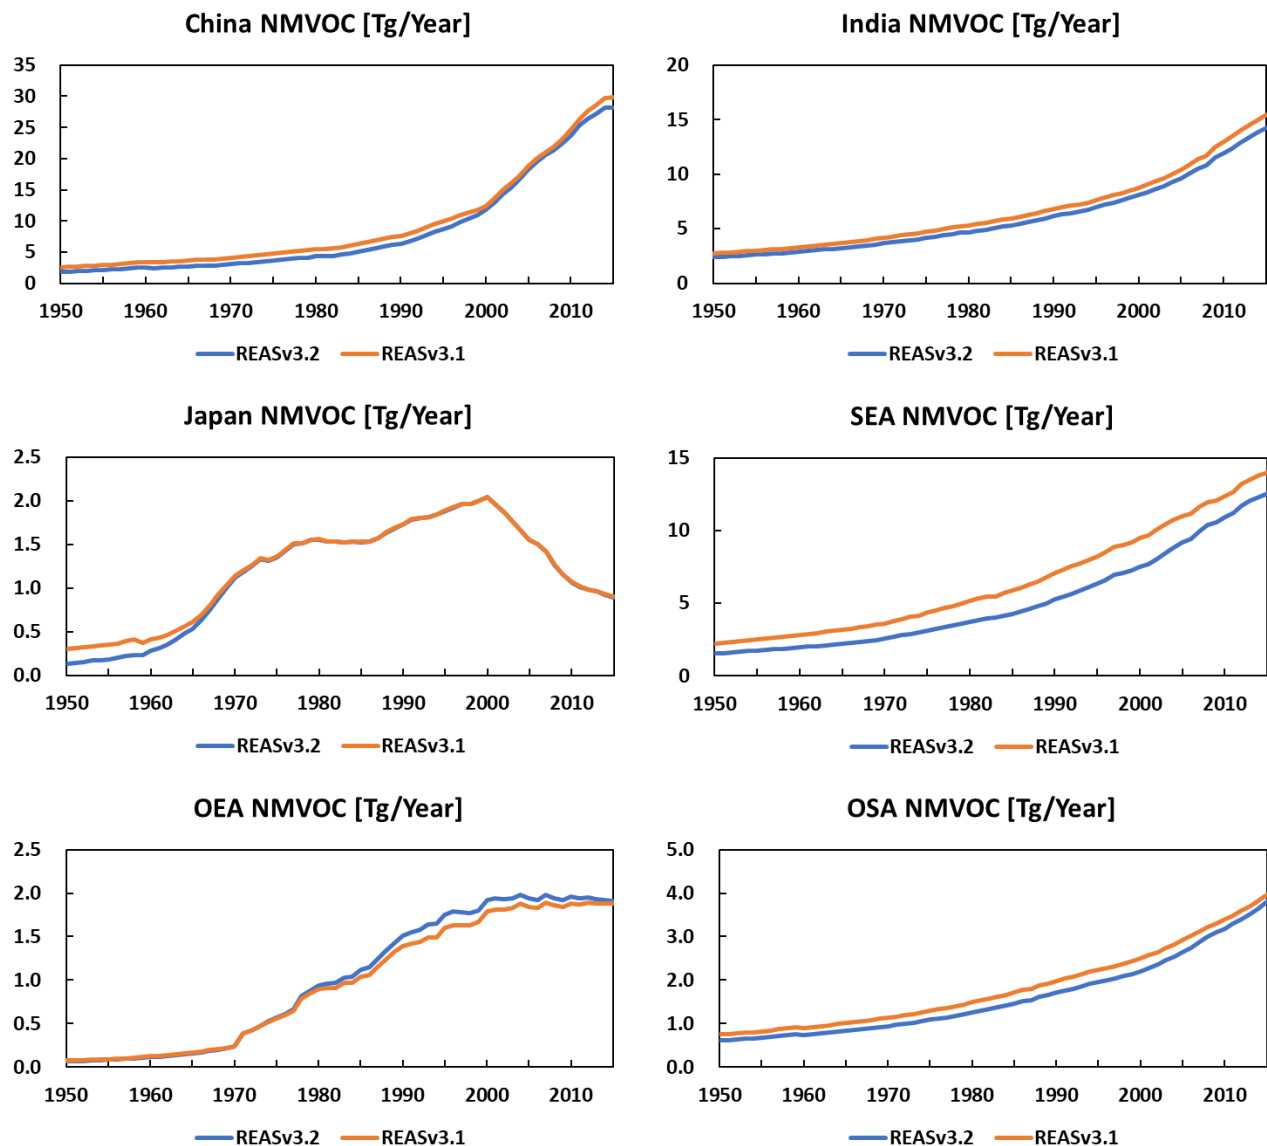 China NMVOC [Tg/Year]
35
30
25
20
15
10
5
0
1950 1960 1970 1980 1990 2000 2010
REASv3.2 REASv3.1
India NMVOC [Tg/Year]
20
15
10
5
0
1950 1960 1970 1980 1990 2000 2010
REASv3.2 REASv3.1
Japan NMVOC [Tg/Year]
2.5
2.0
1.5
1.0
0.5
0.0
1950 1960 1970 1980 1990 2000 2010
REASv3.2 REASv3.1
SEA NMVOC [Tg/Year]
15
10
5
0
1950 1960 1970 1980 1990 2000 2010
REASv3.2 REASv3.1
OEA NMVOC [Tg/Year]
2.5
2.0
1.5
1.0
0.5
0.0
1950 1960 1970 1980 1990 2000 2010
REASv3.2 REASv3.1
OSA NMVOC [Tg/Year]
5.0
4.0
3.0
2.0
1.0
0.0
1950 1960 1970 1980 1990 2000 2010
REASv3.2 REASv3.1